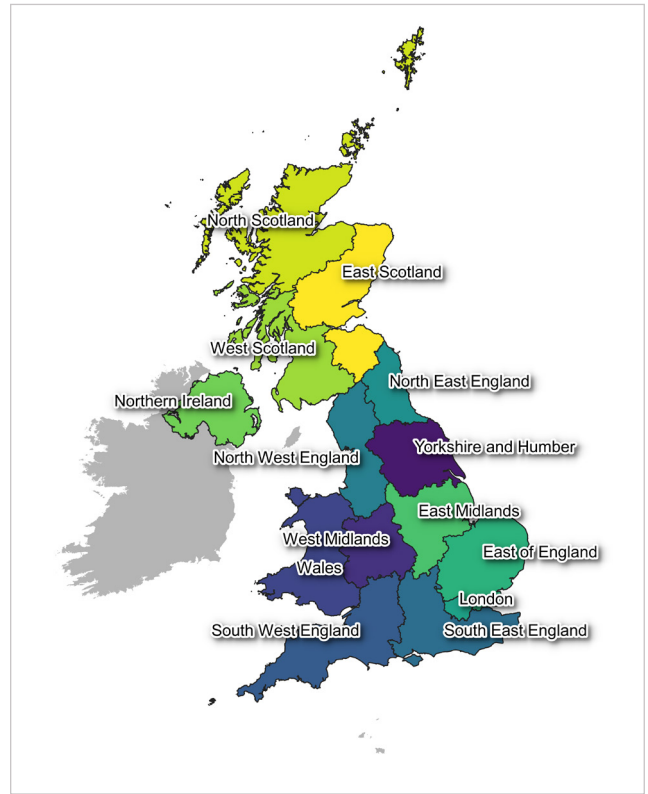 North Scotland
East Scotland
West Scotland
North East England
Northern Ireland
Yorkshire and Humber
North West England
East Midlands
West Midlands
East of England
Wales
London
South West England
South East England